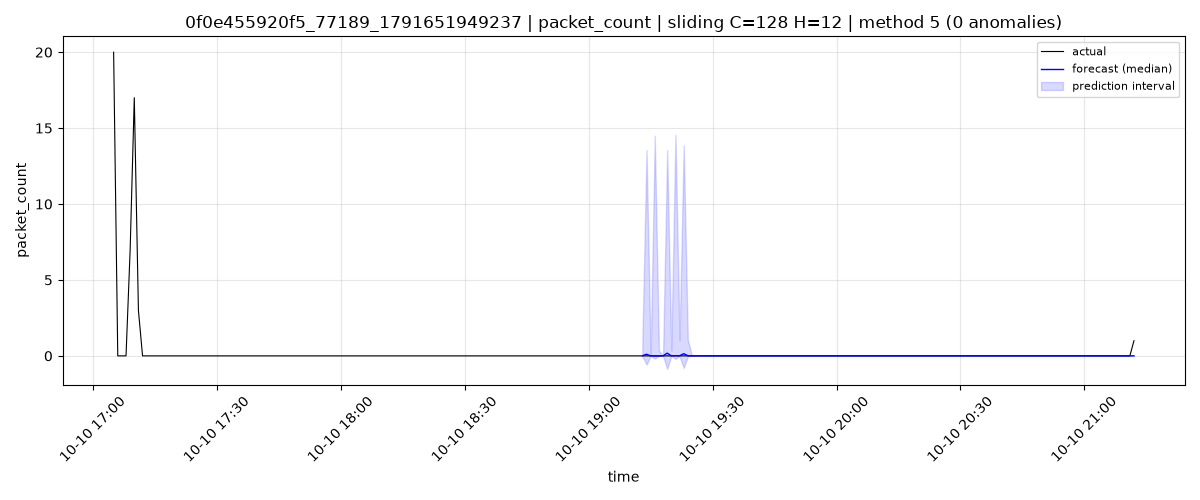 0f0e455920f5_77189_1791651949237 | packet_count | sliding C=128 H=12 | method 5 (0 anomalies)
actual
forecast (median)
prediction interval
packet_count
20
15
10
5
0
10-10 17:00
10-10 17:30
10-10 18:00
10-10 18:30
10-10 19:00
10-10 19:30
10-10 20:00
10-10 20:30
10-10 21:00
time